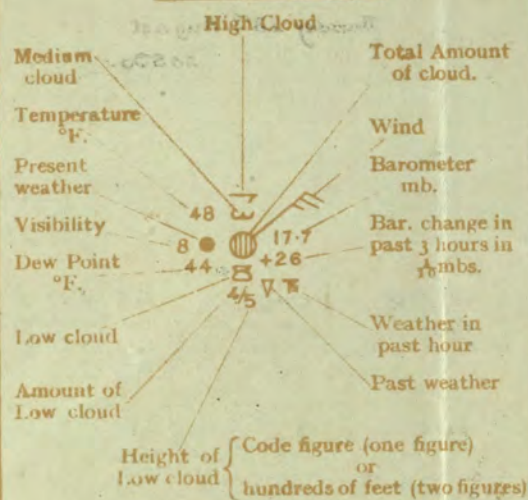 High Cloud
Medium
cloud
Total Amount
of cloud.
Temperature
°F.
Wind
Present
weather
Barometer
mb.
Visibility
Bar. change in
past 3 hours in
1/10 mbs.
Dew Point
°F.
48
8
17·7
44
+26
4/5
Low cloud
Weather in
past hour
Amount of
Low cloud
Past weather
Height of
Low cloud
Code figure (one figure)
or
hundreds of feet (two figures)